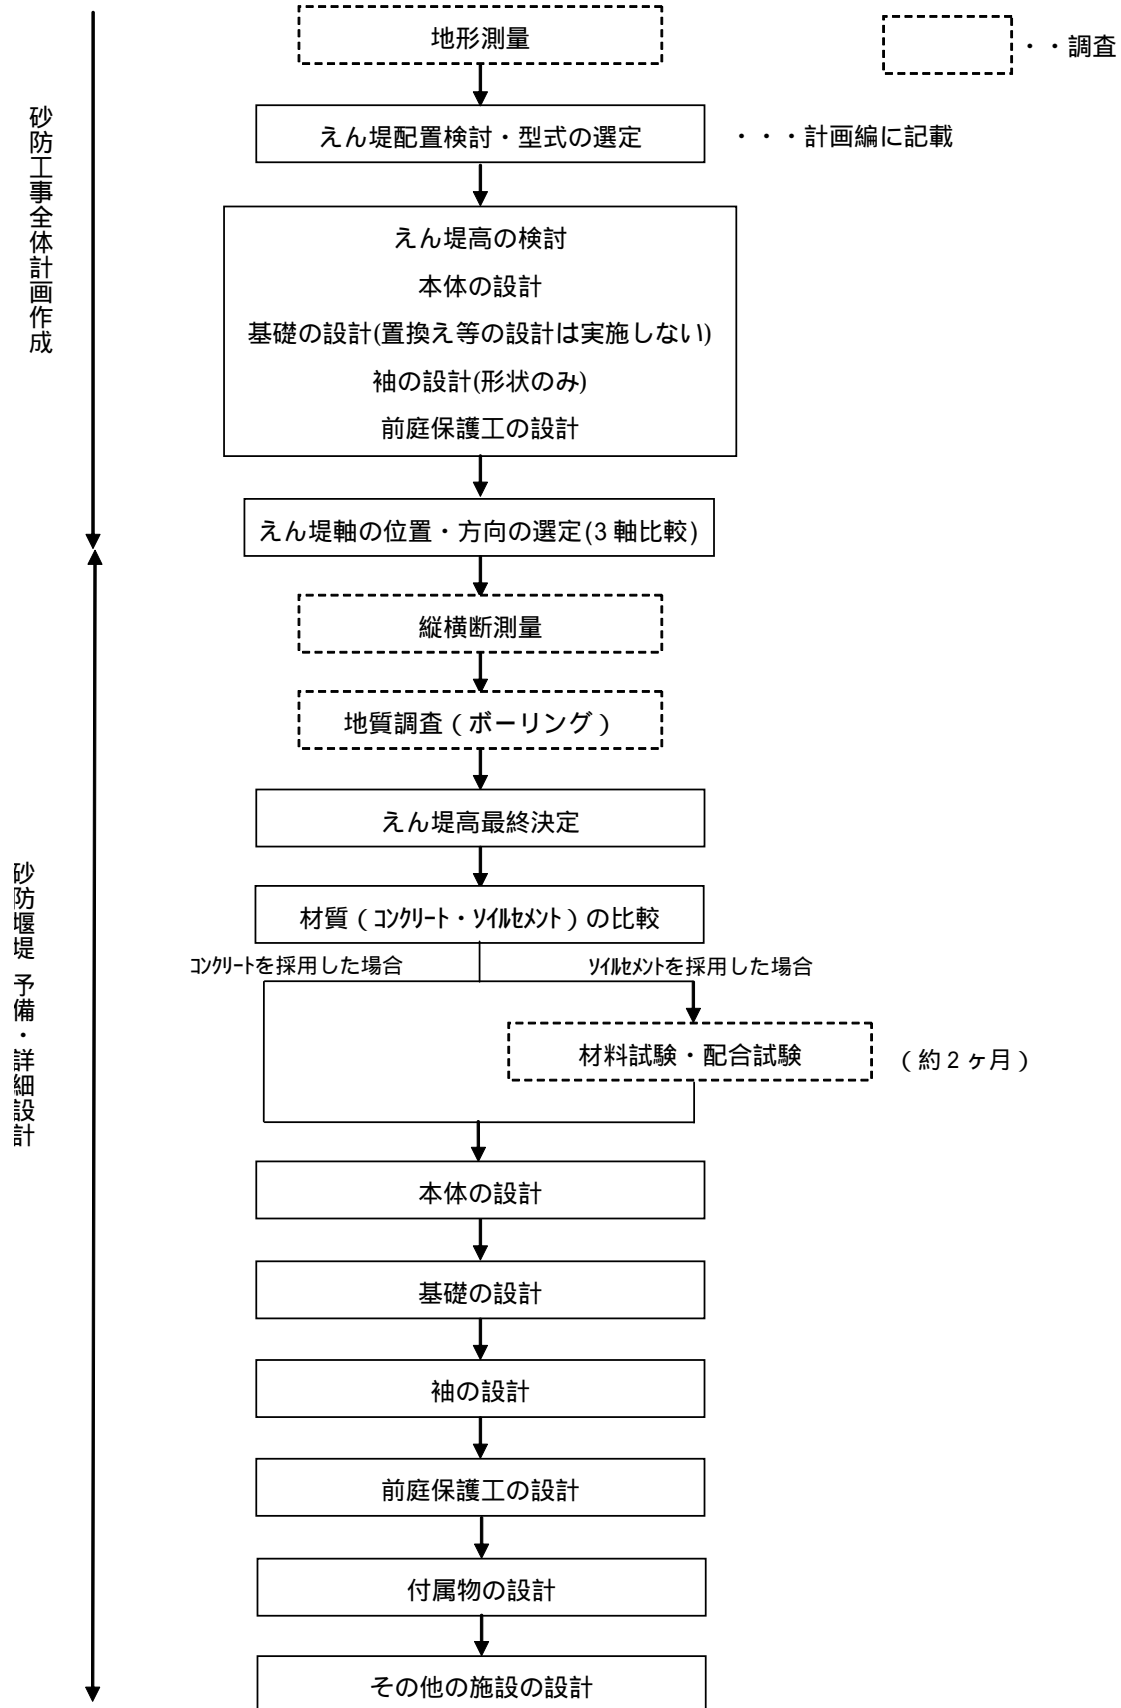 地形測量
・・調査
えん堤配置検討・型式の選定
・・・計画編に記載
砂防工事全体計画作成
えん堤高の検討
本体の設計
基礎の設計(置換え等の設計は実施しない)
袖の設計(形状のみ)
前庭保護工の設計
えん堤軸の位置・方向の選定(3軸比較)
縦横断測量
地質調査(ボーリング)
えん堤高最終決定
砂防堰堤 予備・詳細設計
材質(コンクリート・ソイルセメント)の比較
コンクリートを採用した場合
ソイルセメントを採用した場合
材料試験・配合試験
(約2ヶ月)
本体の設計
基礎の設計
袖の設計
前庭保護工の設計
付属物の設計
その他の施設の設計